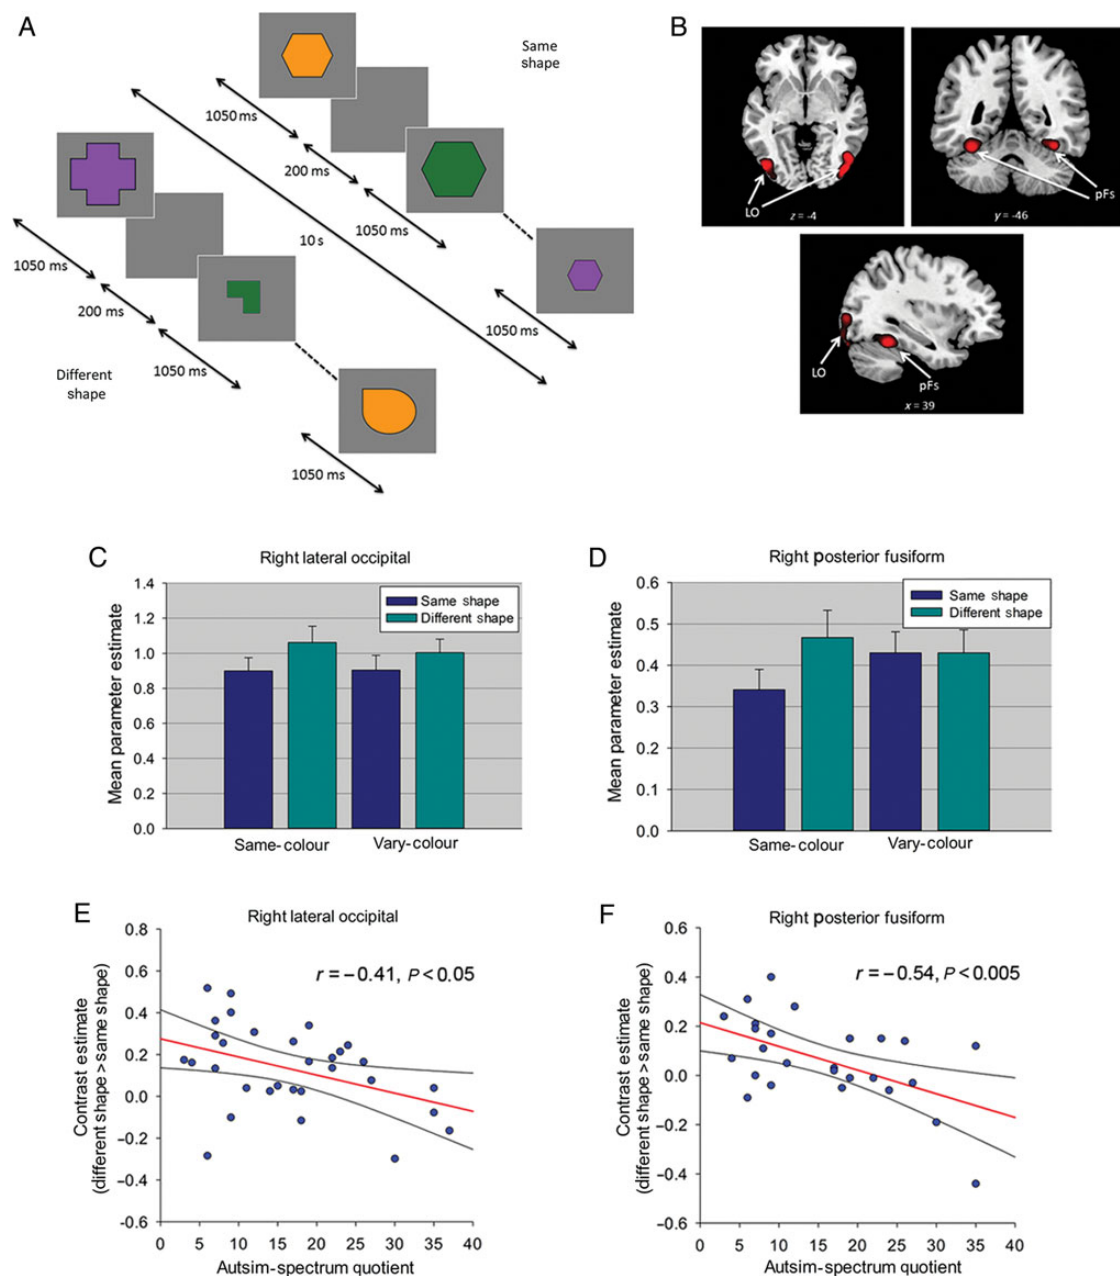 A
Same
shape
1050 ms
200 ms
1050 ms
10 s
1050 ms
1050 ms
200 ms
1050 ms
Different
shape
1050 ms
B
LO
z = -4
pFs
y = -46
LO
pFs
x = 39
C
Right lateral occipital
Mean parameter estimate
1.4
1.2
1.0
0.8
0.6
0.4
0.2
0.0
Same shape
Different shape
Same-colour
Vary-colour
D
Right posterior fusiform
Mean parameter estimate
0.6
0.5
0.4
0.3
0.2
0.1
0.0
Same shape
Different shape
Same-colour
Vary-colour
E
Right lateral occipital
r = −0.41, P < 0.05
Contrast estimate
(different shape > same shape)
0.8
0.6
0.4
0.2
0.0
−0.2
−0.4
−0.6
0 5 10 15 20 25 30 35 40
Autsim-spectrum quotient
F
Right posterior fusiform
r = −0.54, P < 0.005
Contrast estimate
(different shape > same shape)
0.6
0.4
0.2
0.0
−0.2
−0.4
−0.6
0 5 10 15 20 25 30 35 40
Autsim-spectrum quotient